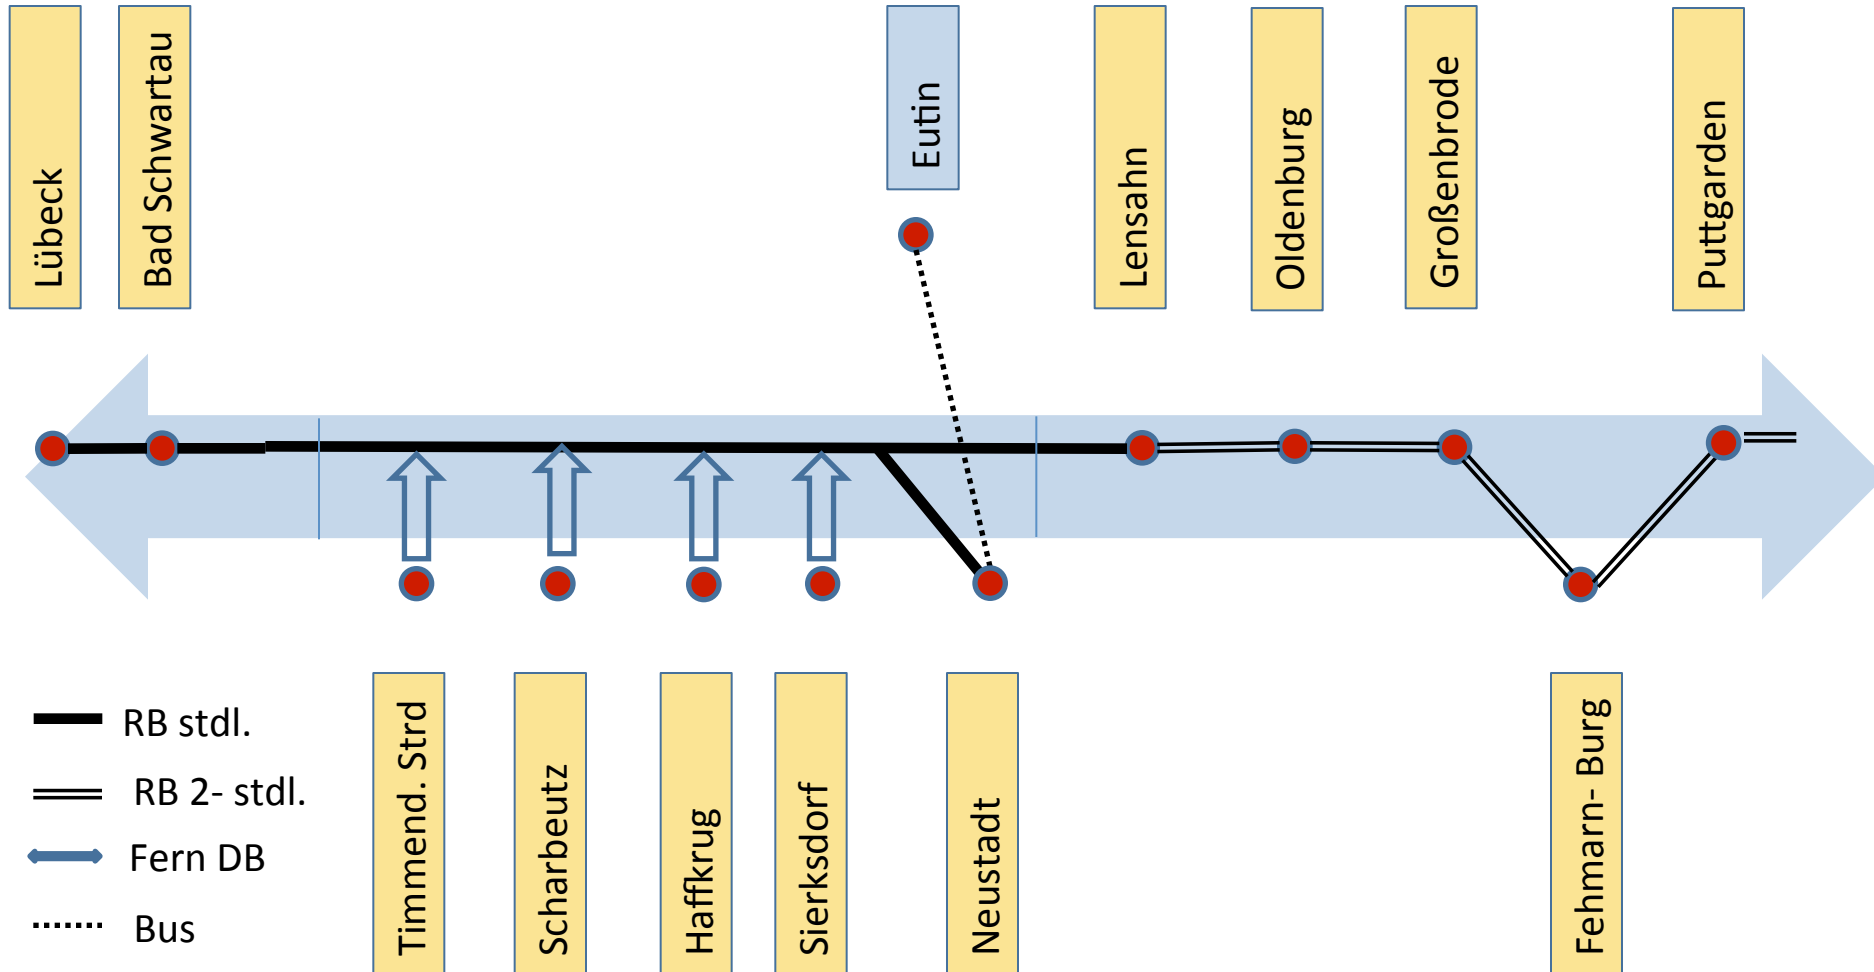 Lübeck
Bad Schwartau
Eutin
Lensahn
Oldenburg
Großenbrode
Puttgarden
RB stdl.
RB 2- stdl.
Fern DB
Bus
Timmend. Strd
Scharbeutz
Haffkrug
Sierksdorf
Neustadt
Fehmarn- Burg